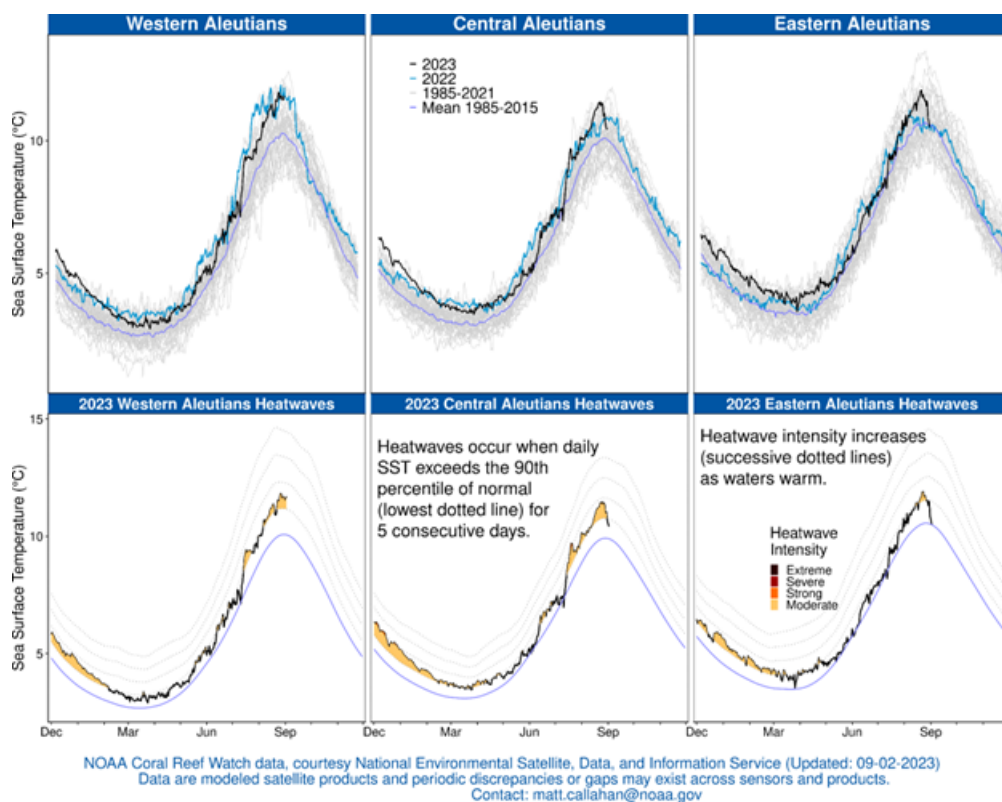 Western Aleutians
Central Aleutians
Eastern Aleutians
2023
2022
1985-2021
Mean 1985-2015
Sea Surface Temperature (°C)
10
5
2023 Western Aleutians Heatwaves
2023 Central Aleutians Heatwaves
2023 Eastern Aleutians Heatwaves
Heatwaves occur when daily
SST exceeds the 90th
percentile of normal
(lowest dotted line) for
5 consecutive days.
Heatwave intensity increases
(successive dotted lines)
as waters warm.
Heatwave
Intensity
Extreme
Severe
Strong
Moderate
Sea Surface Temperature (°C)
15
10
5
Dec Mar Jun Sep
Dec Mar Jun Sep
Dec Mar Jun Sep
NOAA Coral Reef Watch data, courtesy National Environmental Satellite, Data, and Information Service (Updated: 09-02-2023)
Data are modeled satellite products and periodic discrepancies or gaps may exist across sensors and products.
Contact: matt.callahan@noaa.gov